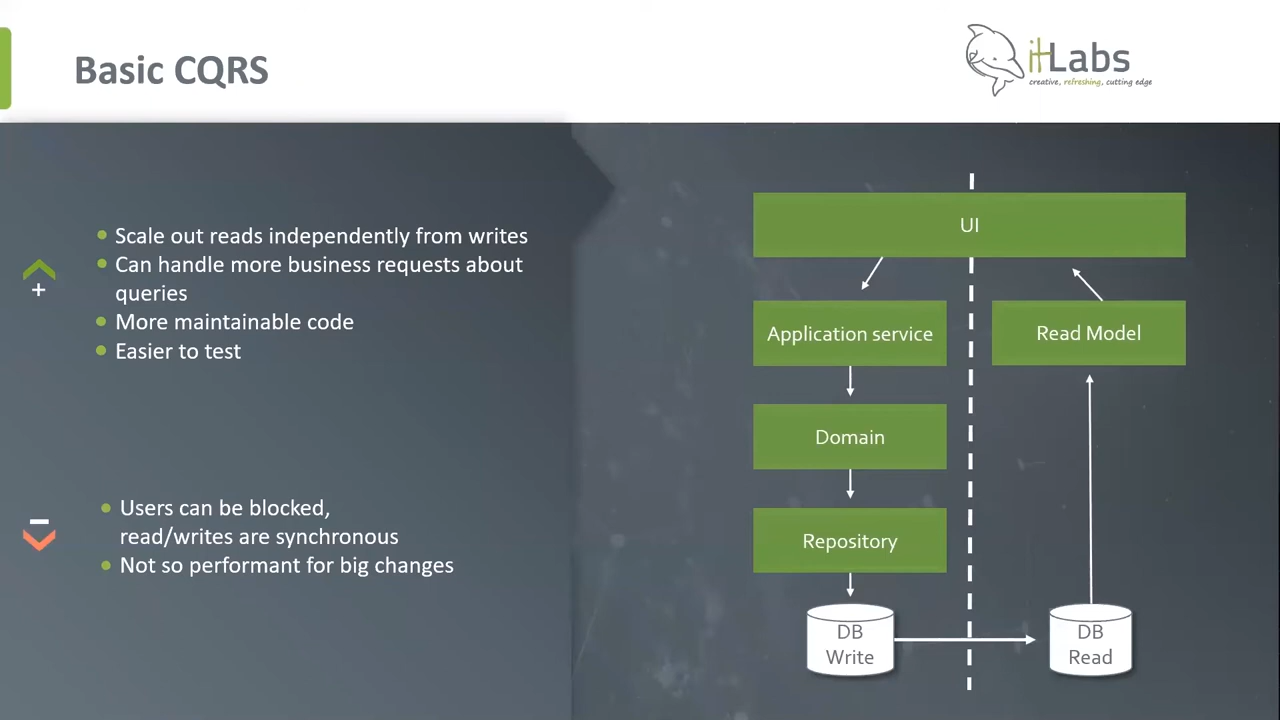 Basic CQRS
itLabs
creative, refreshing, cutting edge
Scale out reads independently from writes
Can handle more business requests about
queries
More maintainable code
Easier to test
+
Users can be blocked,
read/writes are synchronous
Not so performant for big changes
UI
Application service
Read Model
Domain
Repository
DB
Write
DB
Read